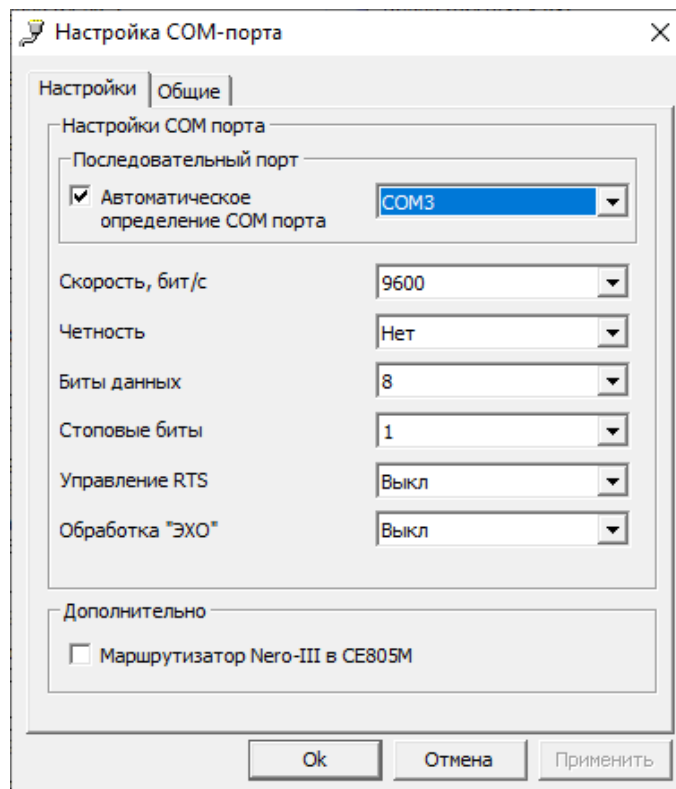 Настройка COM-порта
Настройки
Общие
Настройки COM порта
Последовательный порт
Автоматическое
определение COM порта
COM3
Скорость, бит/с
9600
Четность
Нет
Биты данных
8
Стоповые биты
1
Управление RTS
Выкл
Обработка "ЭХО"
Выкл
Дополнительно
Маршрутизатор Nero-III в CE805M
Ok
Отмена
Применить